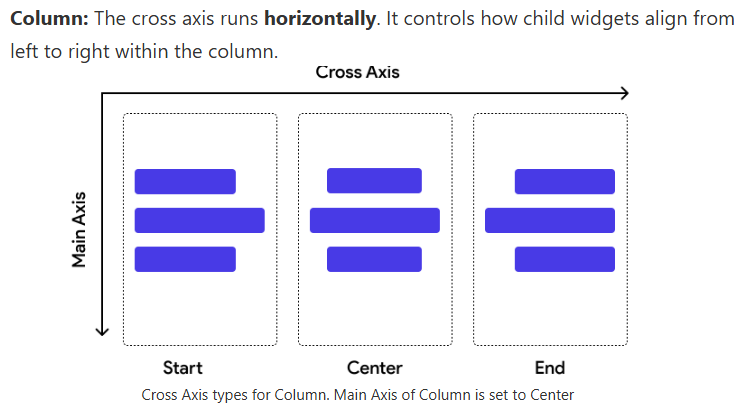 Column: The cross axis runs horizontally. It controls how child widgets align from
left to right within the column.
Cross Axis
Main Axis
Start
Center
End
Cross Axis types for Column. Main Axis of Column is set to Center